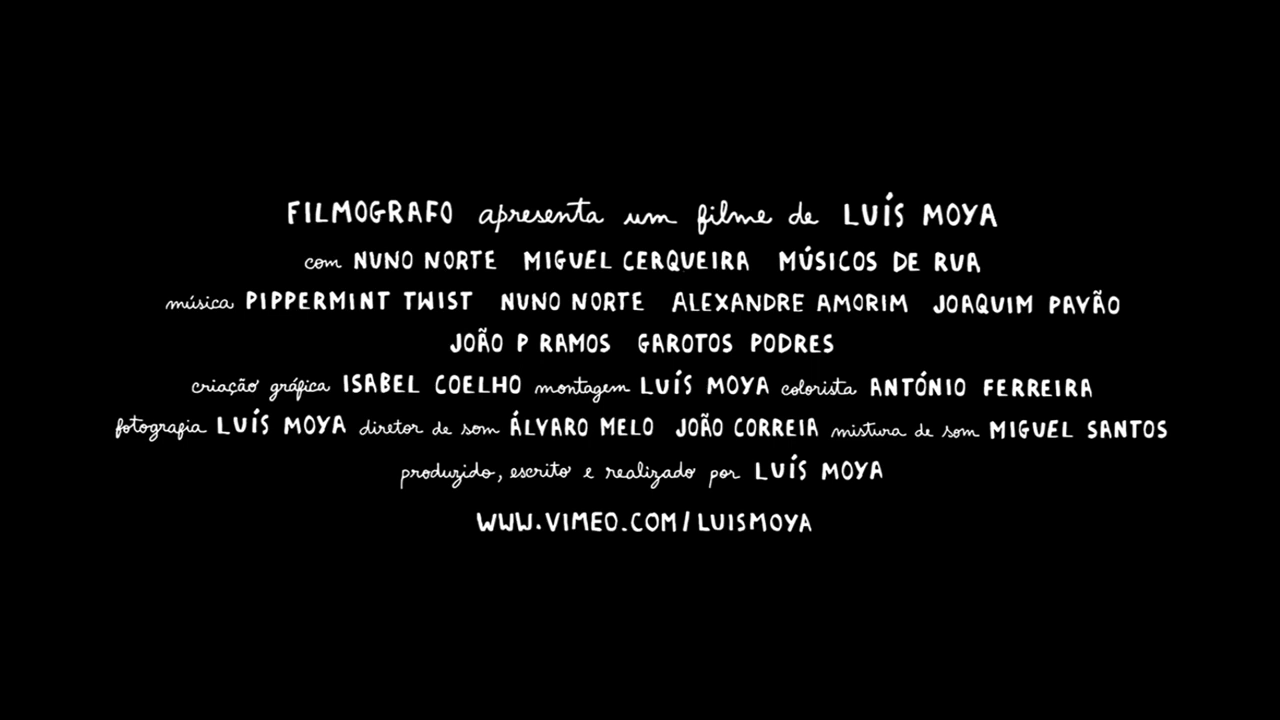 FILMOGRAFO apresenta um filme de LUÍS MOYA
com NUNO NORTE MIGUEL CERQUEIRA MÚSICOS DE RUA
música PIPPERMINT TWIST NUNO NORTE ALEXANDRE AMORIM JOAQUIM PAVÃO
JOÃO P RAMOS GAROTOS PODRES
criação gráfica ISABEL COELHO montagem LUÍS MOYA colorista ANTÓNIO FERREIRA
fotografia LUÍS MOYA diretor de som ÁLVARO MELO JOÃO CORREIA mistura de som MIGUEL SANTOS
produzido, escrito e realizado por LUÍS MOYA
WWW.VIMEO.COM/LUISMOYA